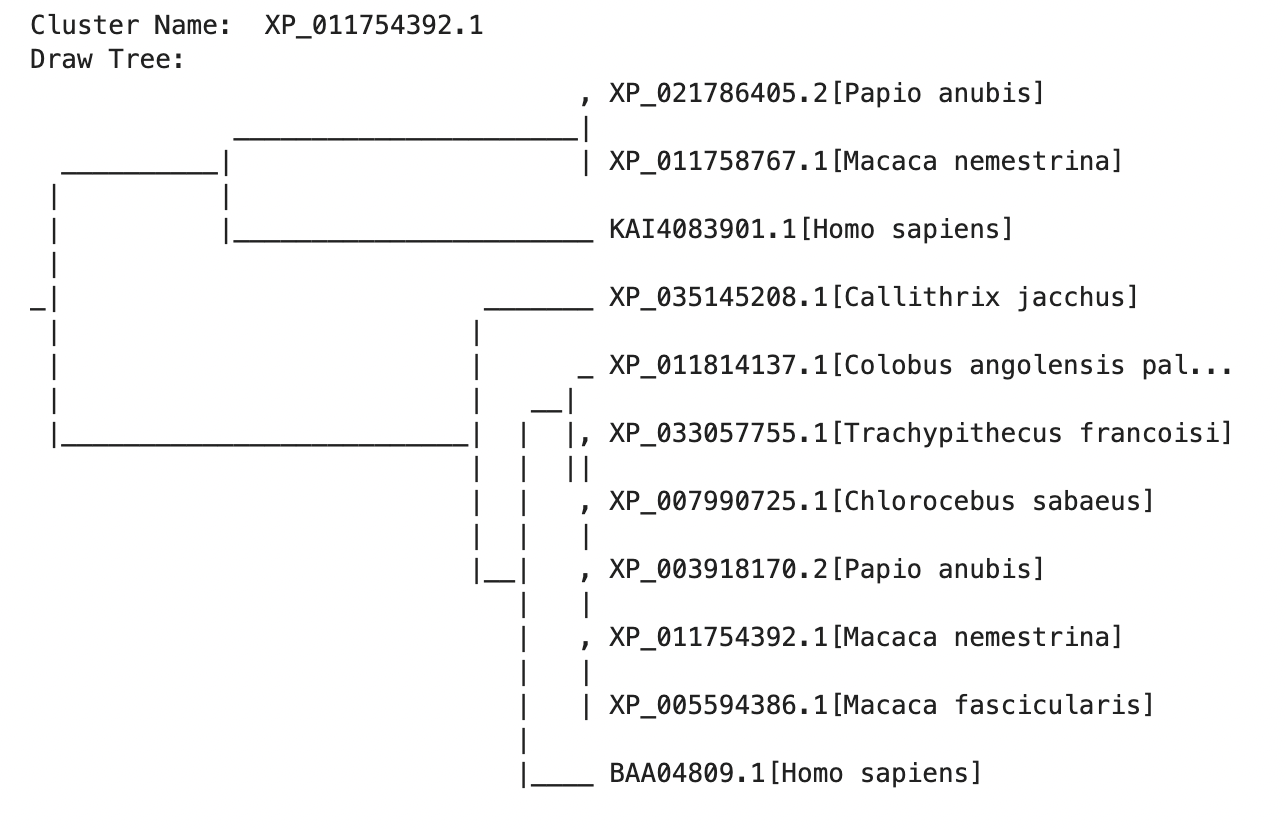 Cluster Name:  XP_011754392.1
Draw Tree:
XP_021786405.2[Papio anubis]
XP_011758767.1[Macaca nemestrina]
KAI4083901.1[Homo sapiens]
XP_035145208.1[Callithrix jacchus]
XP_011814137.1[Colobus angolensis pal...
XP_033057755.1[Trachypithecus francoisi]
XP_007990725.1[Chlorocebus sabaeus]
XP_003918170.2[Papio anubis]
XP_011754392.1[Macaca nemestrina]
XP_005594386.1[Macaca fascicularis]
BAA04809.1[Homo sapiens]